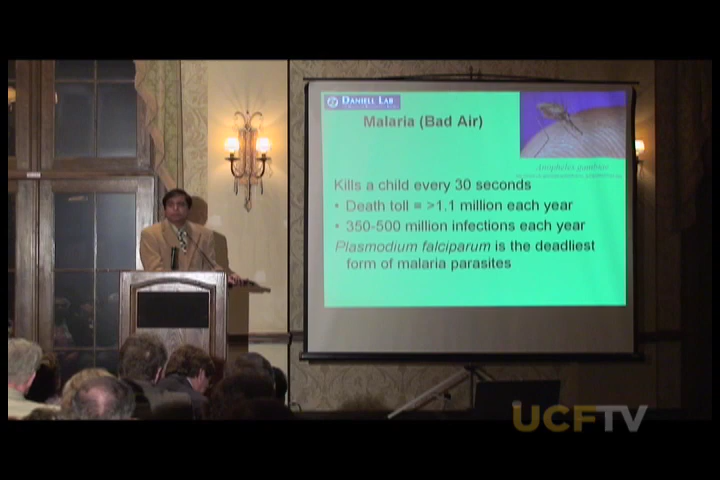 DANIELL LAB
Malaria (Bad Air)
Anopheles gambiae
Kills a child every 30 seconds
• Death toll = >1.1 million each year
• 350-500 million infections each year
Plasmodium falciparum is the deadliest
form of malaria parasites
UCFTV